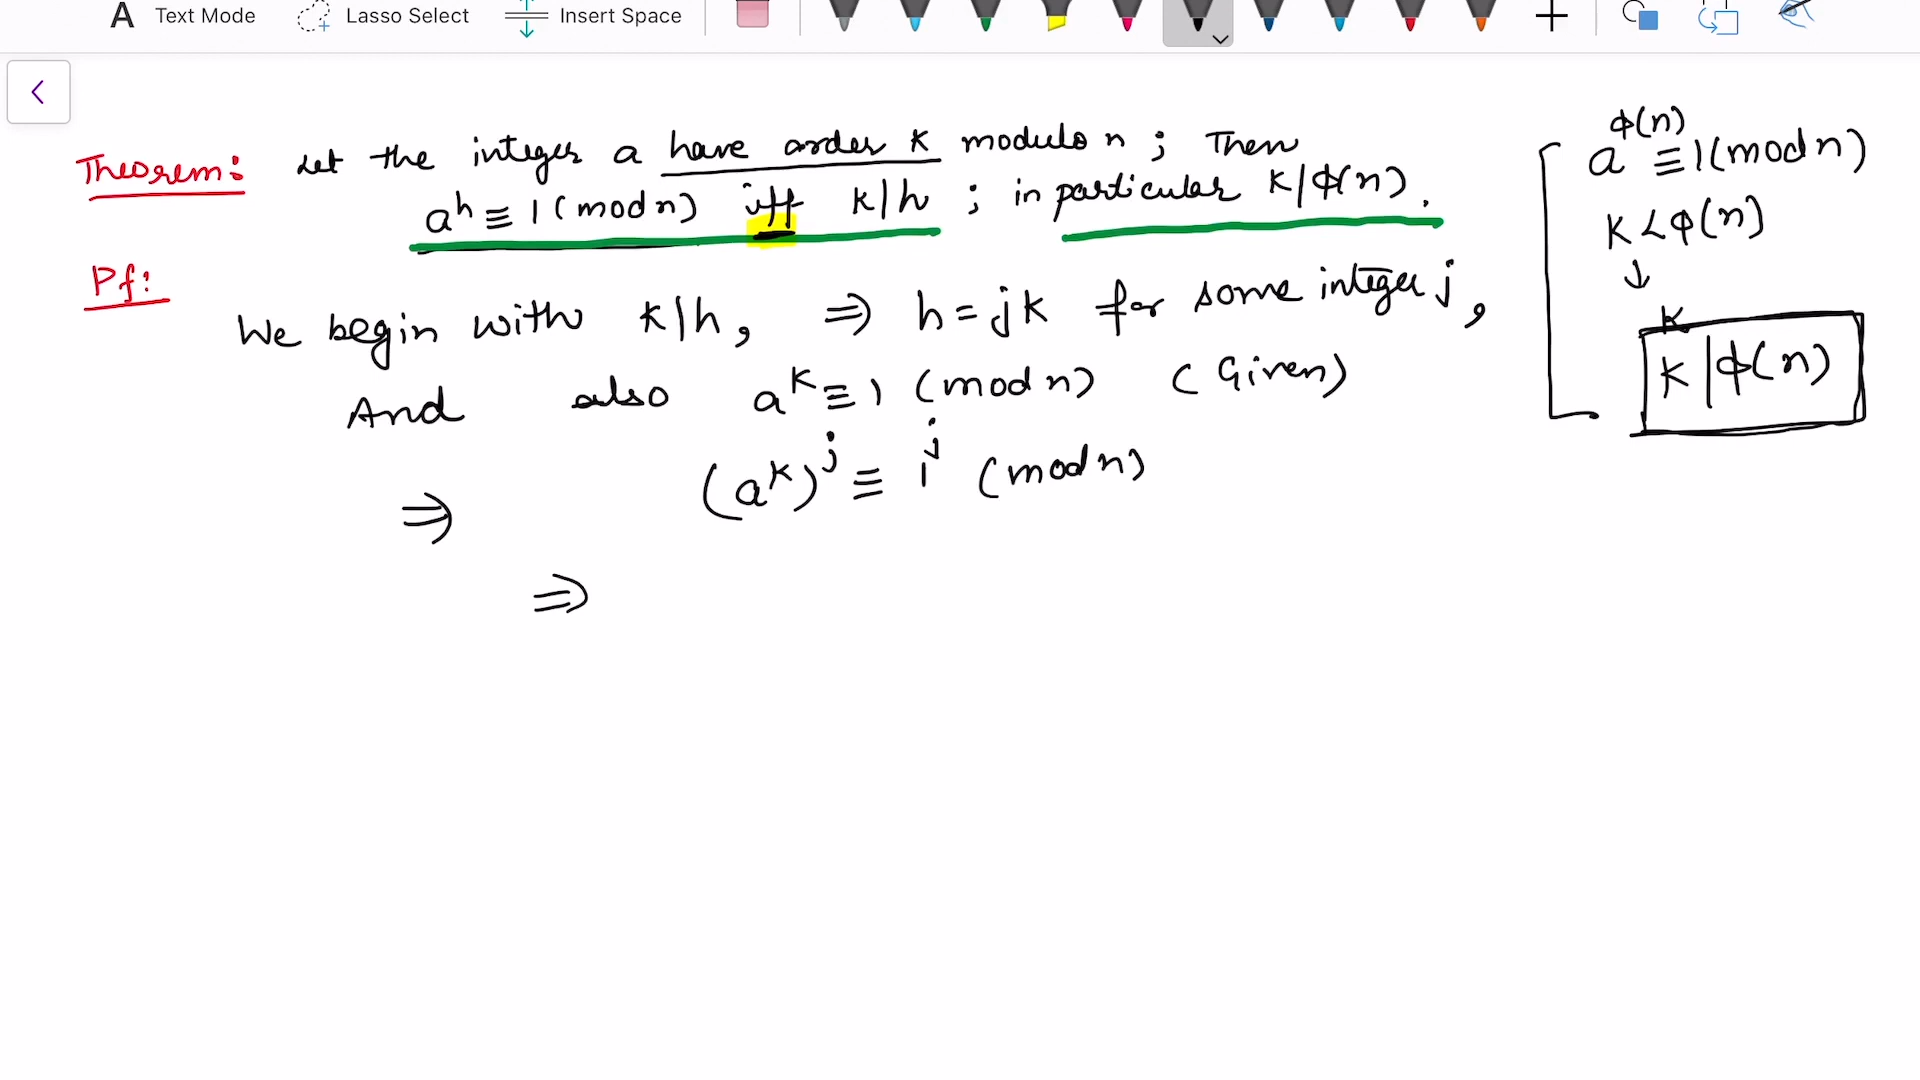 Text Mode Lasso Select Insert Space
Theorem: Let the integer a have order k modulo n ; Then
a^h ≡ 1 (mod n) iff k|h ; in particular k|ϕ(n).
Pf:
We begin with k|h, ⇒ h = jk for some integer j,
And also a^k ≡ 1 (mod n) (Given)
⇒ (a^k)^j ≡ 1^j (mod n)
⇒
a^ϕ(n) ≡ 1 (mod n)
k < ϕ(n)
↓
k
k|ϕ(n)